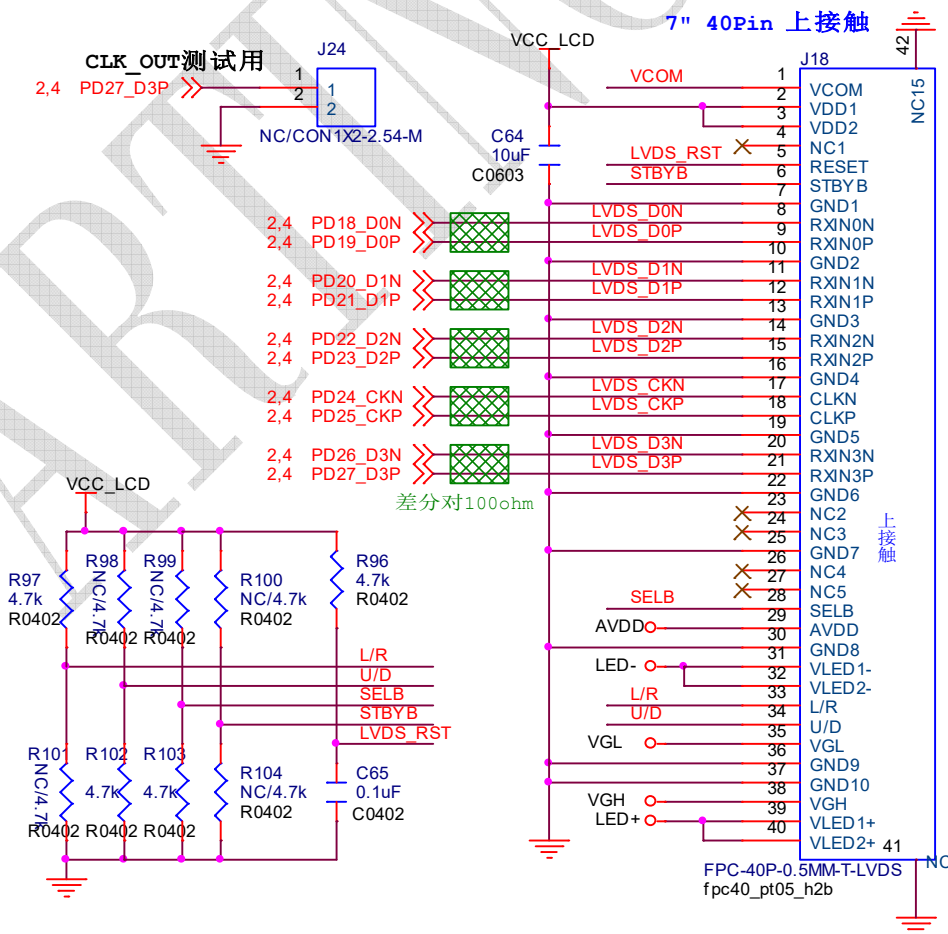 7" 40Pin 上接触
CLK_OUT测试用
J24
2,4 PD27_D3P
1
2
1
2
NC/CON1X2-2.54-M
VCC_LCD
C64
10uF
C0603
J18
42
NC15
VCOM 1 VCOM
2 VDD1
3 VDD2
4 NC1
LVDS_RST 5 RESET
STBYB 6 STBYB
7 GND1
2,4 PD18_D0N LVDS_D0N 8 RXIN0N
2,4 PD19_D0P LVDS_D0P 9 RXIN0P
10 GND2
2,4 PD20_D1N LVDS_D1N 11 RXIN1N
2,4 PD21_D1P LVDS_D1P 12 RXIN1P
13 GND3
2,4 PD22_D2N LVDS_D2N 14 RXIN2N
2,4 PD23_D2P LVDS_D2P 15 RXIN2P
16 GND4
2,4 PD24_CKN LVDS_CKN 17 CLKN
2,4 PD25_CKP LVDS_CKP 18 CLKP
19 GND5
2,4 PD26_D3N LVDS_D3N 20 RXIN3N
2,4 PD27_D3P LVDS_D3P 21 RXIN3P
22 GND6
差分对100ohm
23 NC2
24 NC3
25 GND7
26 NC4
27 NC5
SELB 28 SELB
AVDD 29 AVDD
30 GND8
LED- 31 VLED1-
32 VLED2-
L/R 33 L/R
U/D 34 U/D
VGL 35 VGL
36 GND9
37 GND10
VGH 38 VGH
LED+ 39 VLED1+
40 VLED2+
41
NC
上接触
FPC-40P-0.5MM-T-LVDS
fpc40_pt05_h2b
VCC_LCD
R97
4.7k
R0402
R98
NC/4.7k
R0402
R99
NC/4.7k
R0402
R100
NC/4.7k
R0402
R96
4.7k
R0402
L/R
U/D
SELB
STBYB
LVDS_RST
R101
NC/4.7k
R0402
R102
4.7k
R0402
R103
4.7k
R0402
R104
NC/4.7k
R0402
C65
0.1uF
C0402